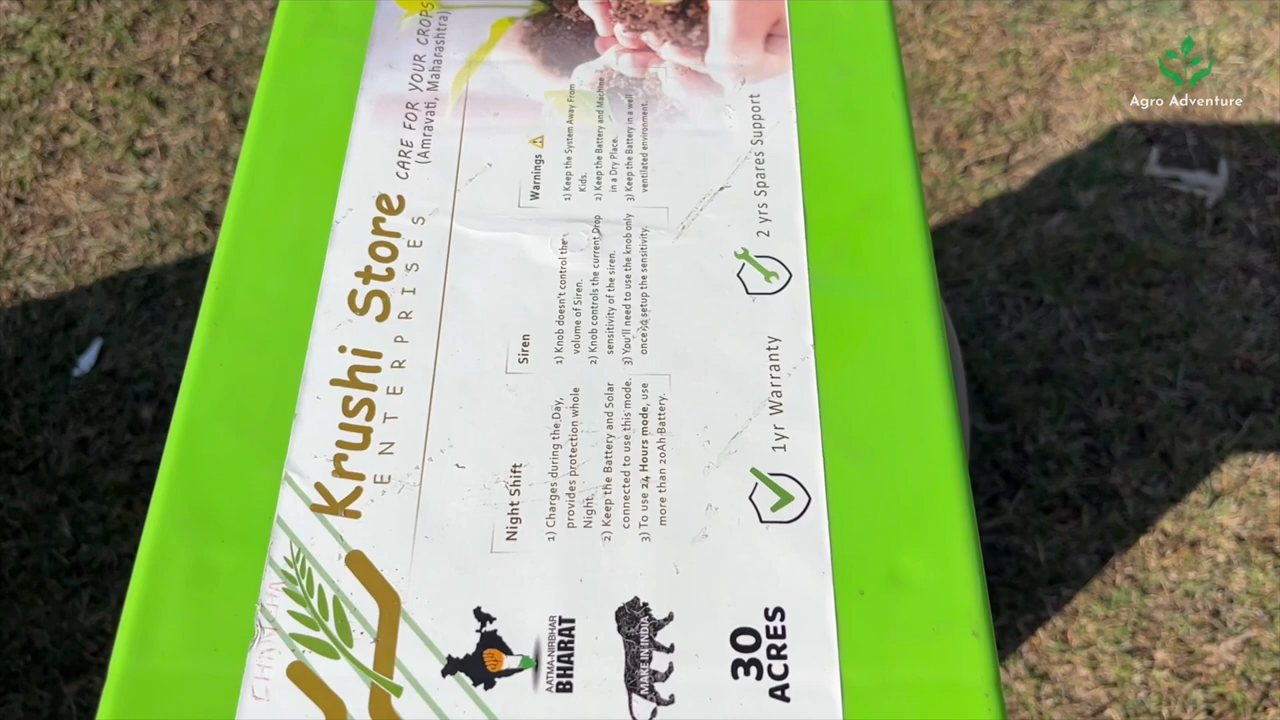 Krushi Store
ENTERPRISES
CARE FOR YOUR CROPS
(Amravati, Maharashtra)
AATMA-NIRBHAR
BHARAT
MAKE IN INDIA
30
ACRES
Night Shift
1) Charges during the Day,
provides protection whole
Night.
2) Keep the Battery and Solar
connected to use this mode.
3) To use 24 Hours mode, use
more than 20Ah Battery.
Siren
1) Knob doesn't control the
volume of Siren.
2) Knob controls the current Drop
sensitivity of the siren.
3) You'll need to use the knob only
once to setup the sensitivity.
Warnings
1) Keep the System Away From
Kids.
2) Keep the Battery and Machine
in a Dry Place.
3) Keep the Battery in a well
ventilated environment.
1yr Warranty
2 yrs Spares Support
Agro Adventure